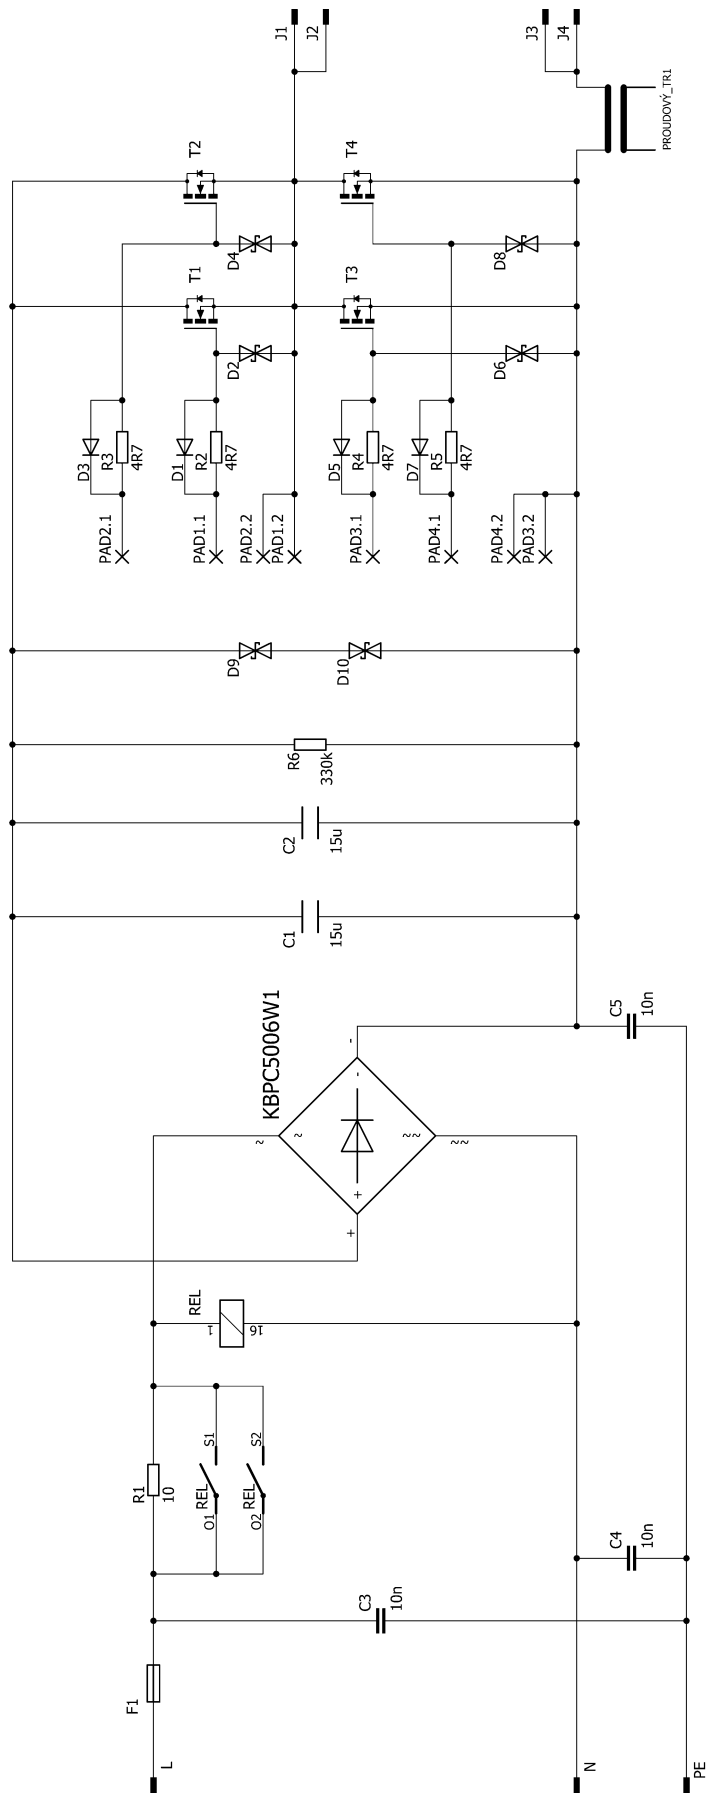 J1
J2
J3
J4
PROUDOVÝ_TR1
T2
T4
D4
D8
T1
T3
D2
D6
D3
R3
4R7
D1
R2
4R7
D5
R4
4R7
D7
R5
4R7
PAD2.1
PAD1.1
PAD2.2
PAD1.2
PAD3.1
PAD4.1
PAD4.2
PAD3.2
D9
D10
R6
330k
C2
15u
C1
15u
C5
10n
KBPC5006W1
-
-
~
~
~~
~~
+
+
REL
1
16
S1
S2
R1
10
REL
REL
O1
O2
C4
10n
C3
10n
F1
L
N
PE